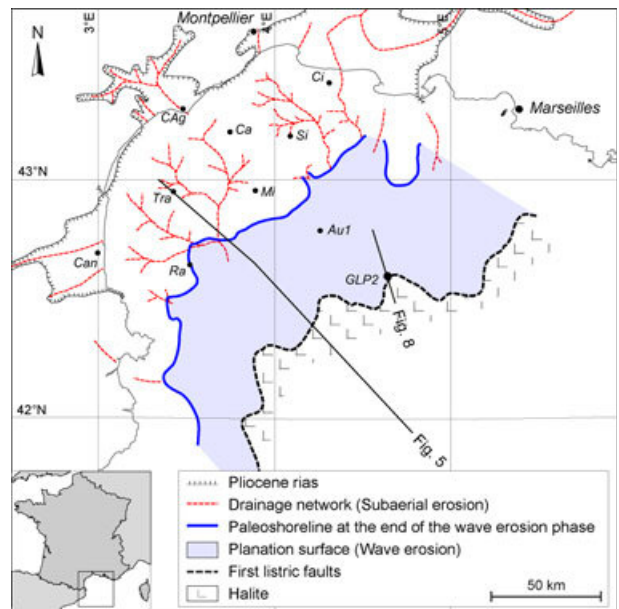 Montpellier
3°E
4°
5°E
N
Ci
CAg
Marseilles
Ca
Si
43°N
Tra
Mi
Au1
Can
Ra
GLP2
Fig. 8
42°N
Fig. 5
Pliocene rias
Drainage network (Subaerial erosion)
Paleoshoreline at the end of the wave erosion phase
Planation surface (Wave erosion)
First listric faults
Halite
50 km